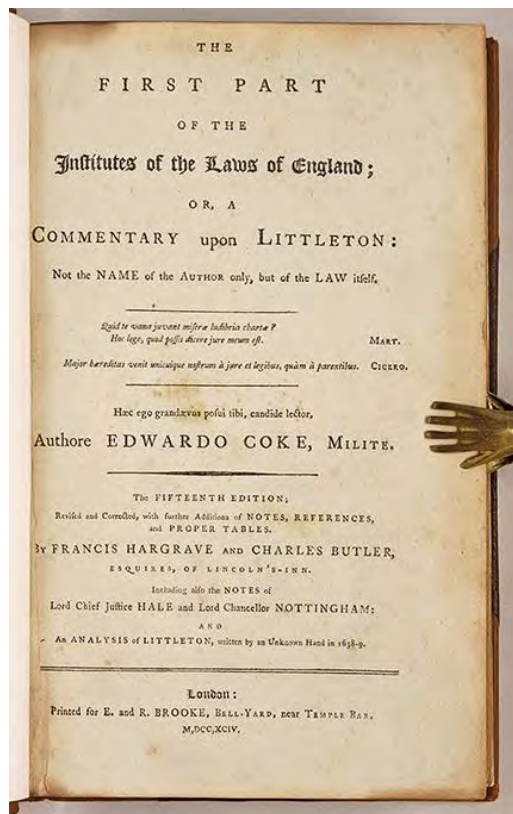 THE
FIRST PART
OF THE
Inſtitutes of the Laws of England;
OR, A
COMMENTARY upon LITTLETON:
Not the NAME of the AUTHOR only, but of the LAW itſelf.
Quid te vana juvant miſeræ ludibria chartæ?
Hoc lege, quod poſſis dicere jure meum eſt. MART.
Major hæreditas venit unicuique noſtrum à jure et legibus, quàm à parentibus. CICERO.
Hæc ego grandævus poſui tibi, candide lector,
Authore EDWARDO COKE, MILITE.
The FIFTEENTH EDITION;
Reviſed and Corrected, with further Additions of NOTES, REFERENCES,
and PROPER TABLES.
BY FRANCIS HARGRAVE AND CHARLES BUTLER,
ESQUIRES, OF LINCOLN'S-INN.
Including alſo the NOTES of
Lord Chief Juſtice HALE and Lord Chancellor NOTTINGHAM:
AND
An ANALYSIS of LITTLETON, written by an Unknown Hand in 1658-9.
London:
Printed for E. and R. BROOKE, BELL-YARD, near TEMPLE BAR.
M,DCC,XCIV.